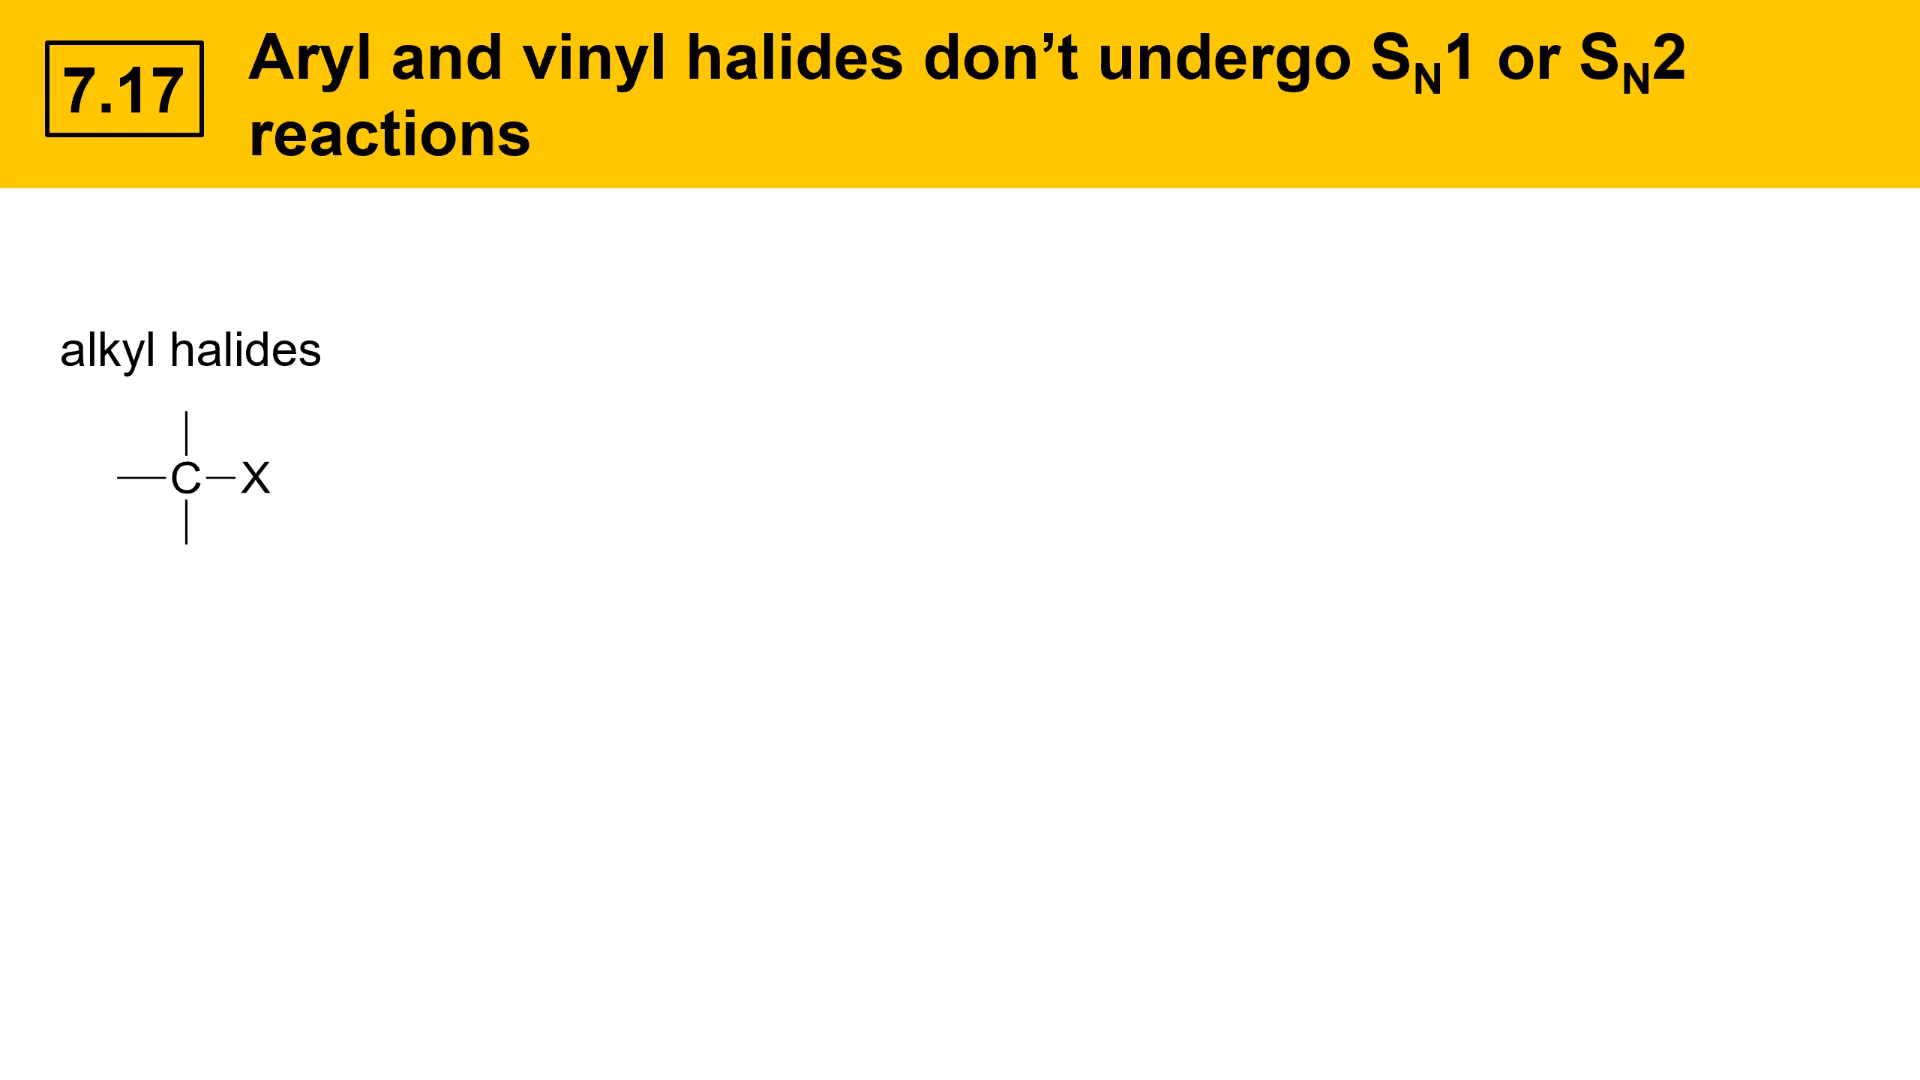 7.17
Aryl and vinyl halides don’t undergo SN1 or SN2
reactions
alkyl halides
C X